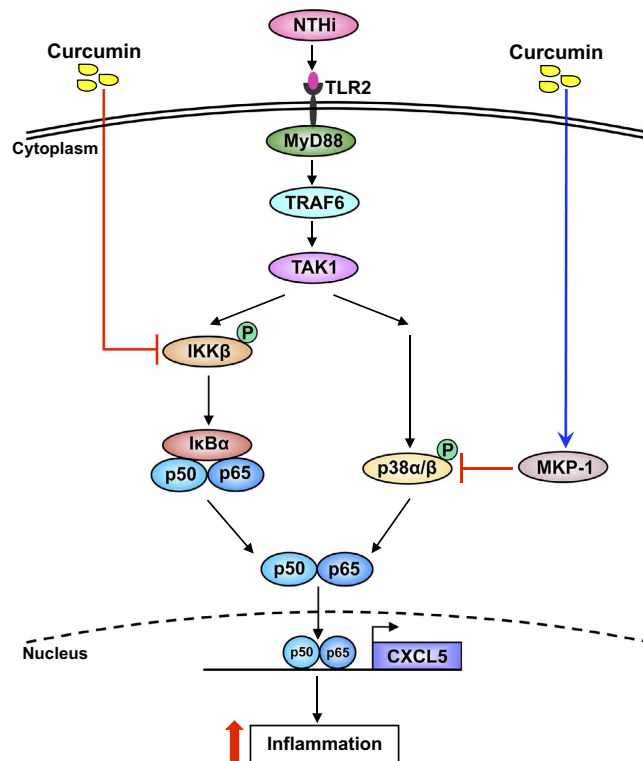 NTHi
Curcumin
Curcumin
TLR2
Cytoplasm
MyD88
TRAF6
TAK1
P
IKKβ
IκBα
P
p50 p65
p38α/β
MKP-1
p50 p65
Nucleus
p50 p65
CXCL5
Inflammation